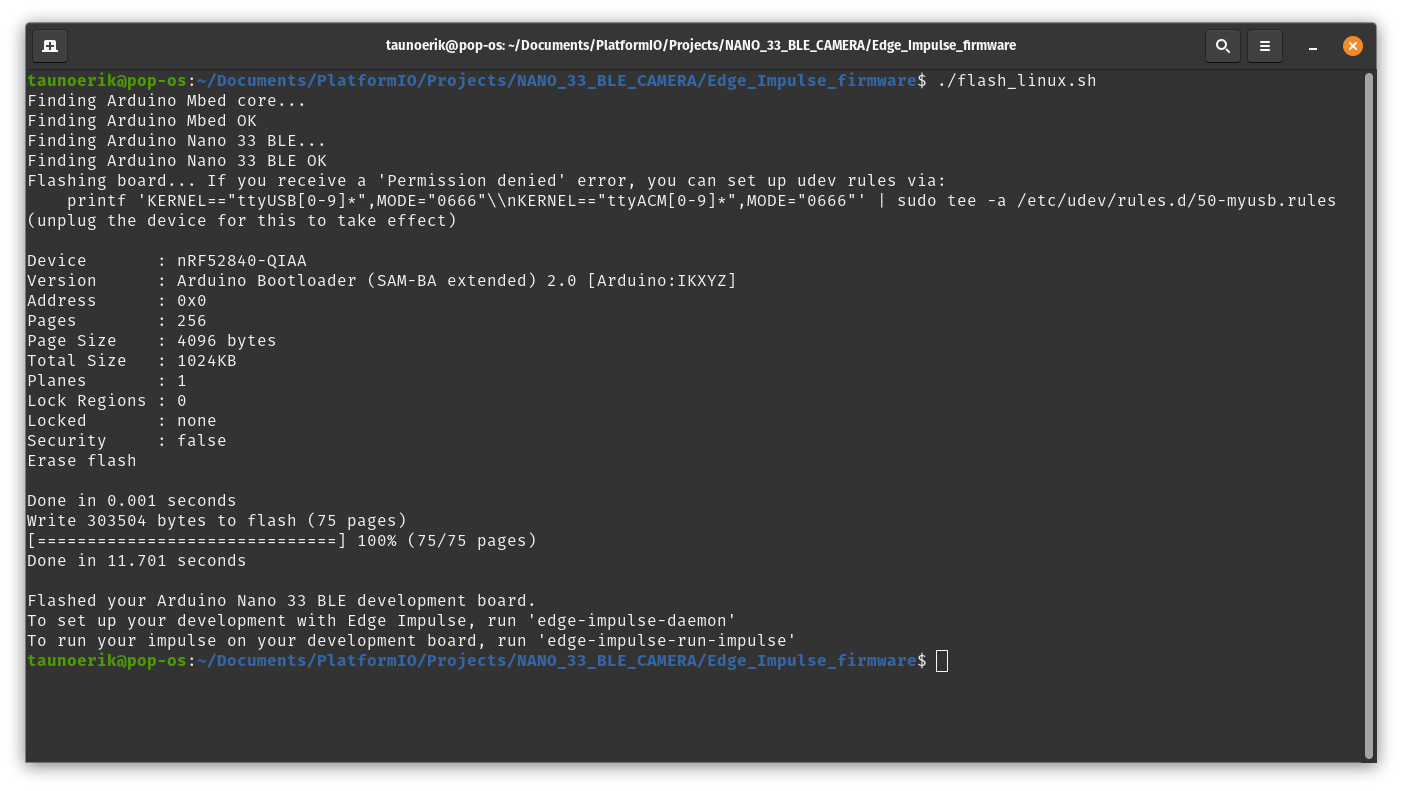 taunoerik@pop-os: ~/Documents/PlatformIO/Projects/NANO_33_BLE_CAMERA/Edge_Impulse_firmware
taunoerik@pop-os:~/Documents/PlatformIO/Projects/NANO_33_BLE_CAMERA/Edge_Impulse_firmware$ ./flash_linux.sh
Finding Arduino Mbed core...
Finding Arduino Mbed OK
Finding Arduino Nano 33 BLE...
Finding Arduino Nano 33 BLE OK
Flashing board... If you receive a 'Permission denied' error, you can set up udev rules via:
    printf 'KERNEL=="ttyUSB[0-9]*",MODE="0666"\\nKERNEL=="ttyACM[0-9]*",MODE="0666"' | sudo tee -a /etc/udev/rules.d/50-myusb.rules
(unplug the device for this to take effect)

Device       : nRF52840-QIAA
Version      : Arduino Bootloader (SAM-BA extended) 2.0 [Arduino:IKXYZ]
Address      : 0x0
Pages        : 256
Page Size    : 4096 bytes
Total Size   : 1024KB
Planes       : 1
Lock Regions : 0
Locked       : none
Security     : false
Erase flash

Done in 0.001 seconds
Write 303504 bytes to flash (75 pages)
[==============================] 100% (75/75 pages)
Done in 11.701 seconds

Flashed your Arduino Nano 33 BLE development board.
To set up your development with Edge Impulse, run 'edge-impulse-daemon'
To run your impulse on your development board, run 'edge-impulse-run-impulse'
taunoerik@pop-os:~/Documents/PlatformIO/Projects/NANO_33_BLE_CAMERA/Edge_Impulse_firmware$